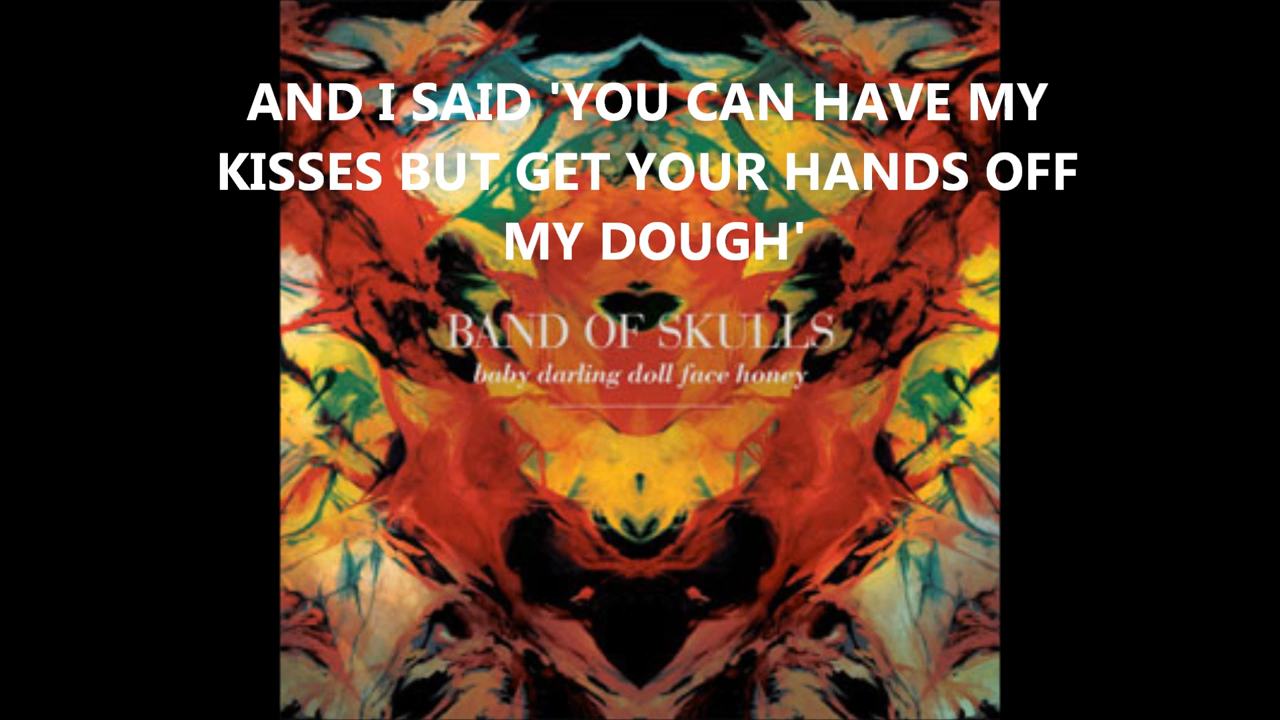 AND I SAID 'YOU CAN HAVE MY
KISSES BUT GET YOUR HANDS OFF
MY DOUGH'
BAND OF SKULLS
baby darling doll face honey